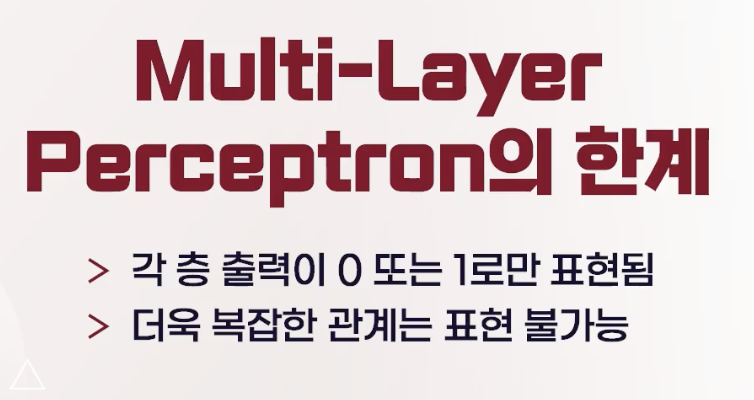 Multi-Layer
Perceptron의 한계
> 각 층 출력이 0 또는 1로만 표현됨
> 더욱 복잡한 관계는 표현 불가능